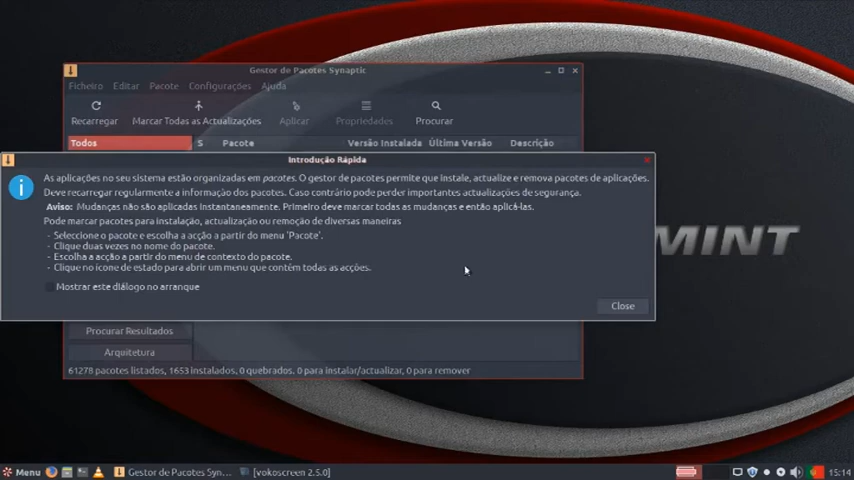 Gestor de Pacotes Synaptic
Ficheiro Editar Pacote Configurações Ajuda
Recarregar Marcar Todas as Actualizações Aplicar Propriedades Procurar
Todos S Pacote Versão Instalada Última Versão Descrição
Introdução Rápida
As aplicações no seu sistema estão organizadas em pacotes. O gestor de pacotes permite que instale, actualize e remova pacotes de aplicações.
Deve recarregar regularmente a informação dos pacotes. Caso contrário pode perder importantes actualizações de segurança.
Aviso: Mudanças não são aplicadas instantaneamente. Primeiro deve marcar todas as mudanças e então aplicá-las.
Pode marcar pacotes para instalação, actualização ou remoção de diversas maneiras
- Seleccione o pacote e escolha a acção a partir do menu 'Pacote'.
- Clique duas vezes no nome do pacote.
- Escolha a acção a partir do menu de contexto do pacote.
- Clique no ícone de estado para abrir um menu que contêm todas as acções.
Mostrar este diálogo no arranque
Close
MINT
Procurar Resultados
Arquitetura
61278 pacotes listados, 1653 instalados, 0 quebrados. 0 para instalar/actualizar, 0 para remover
Menu Gestor de Pacotes Syn... [vokoscreen 2.5.0] 15:14